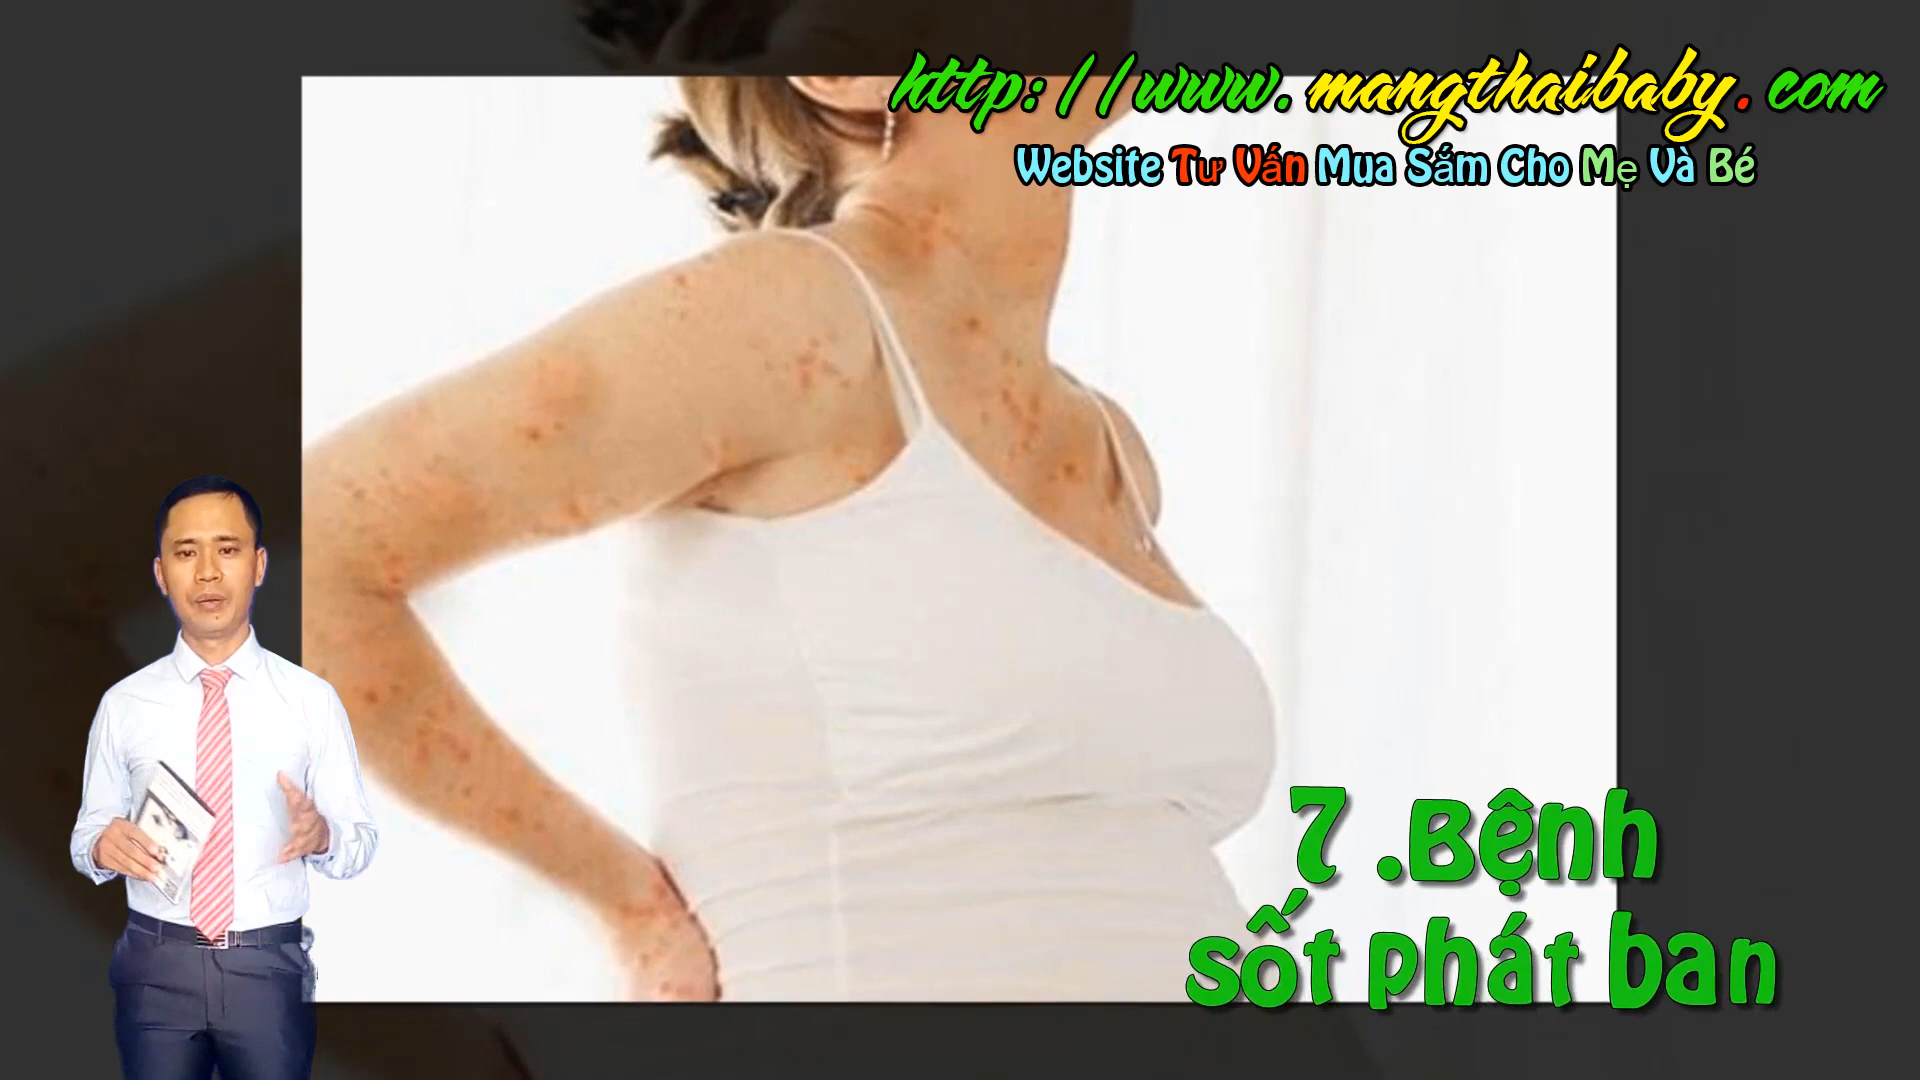 http://www.mangthaibaby.com
Website Tư Vấn Mua Sắm Cho Mẹ Và Bé
7 .Bệnh
sốt phát ban